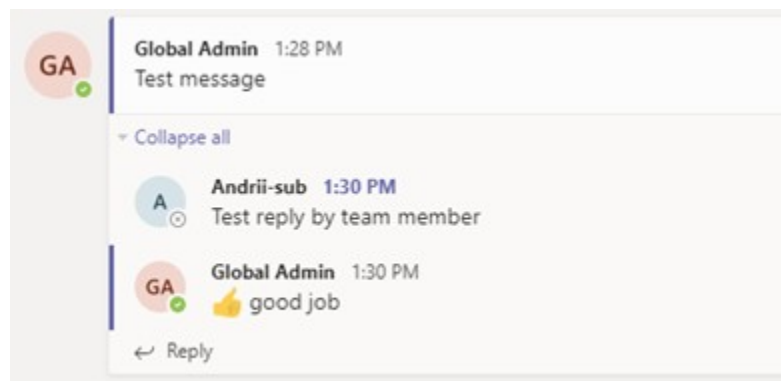 GA
Global Admin 1:28 PM
Test message
Collapse all
A
Andrii-sub 1:30 PM
Test reply by team member
GA
Global Admin 1:30 PM
👍 good job
Reply